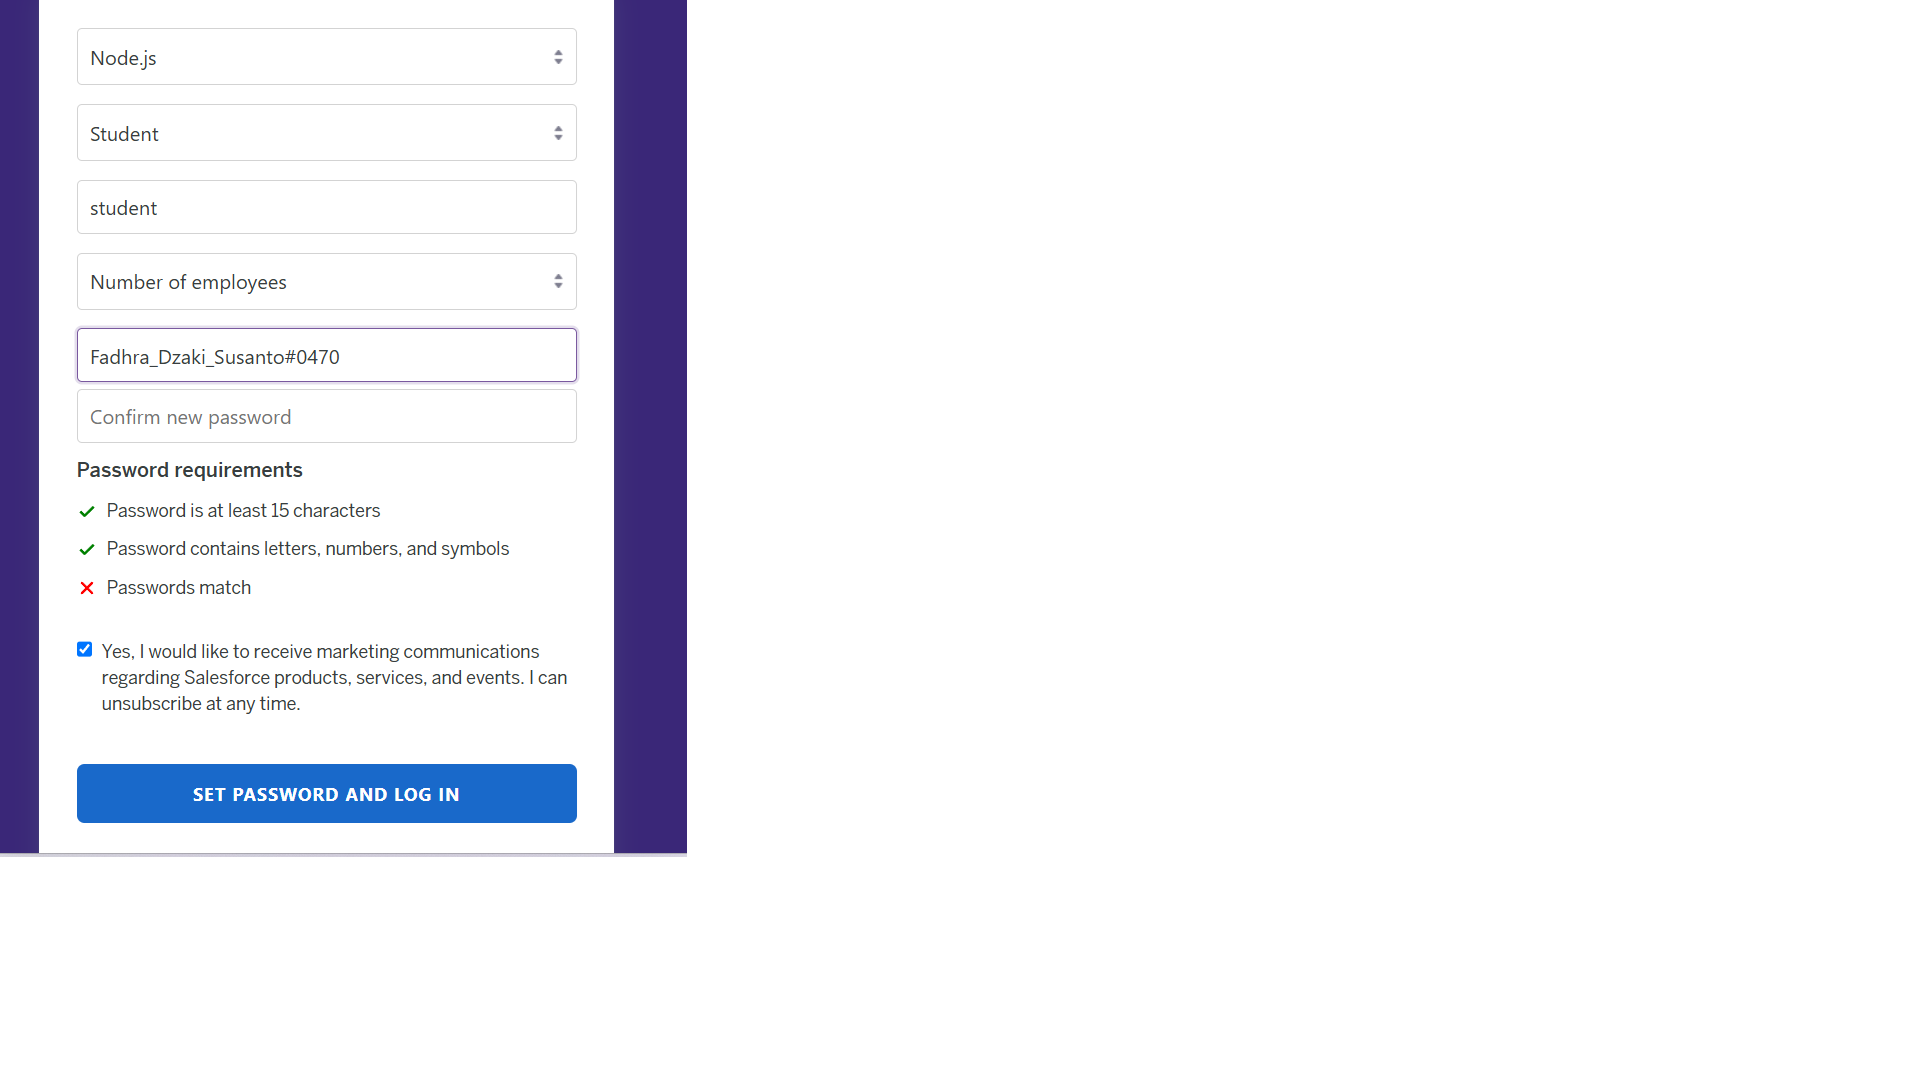 Node.js
Student
student
Number of employees
Fadhra_Dzaki_Susanto#0470
Confirm new password
Password requirements
Password is at least 15 characters
Password contains letters, numbers, and symbols
Passwords match
Yes, I would like to receive marketing communications
regarding Salesforce products, services, and events. I can
unsubscribe at any time.
SET PASSWORD AND LOG IN